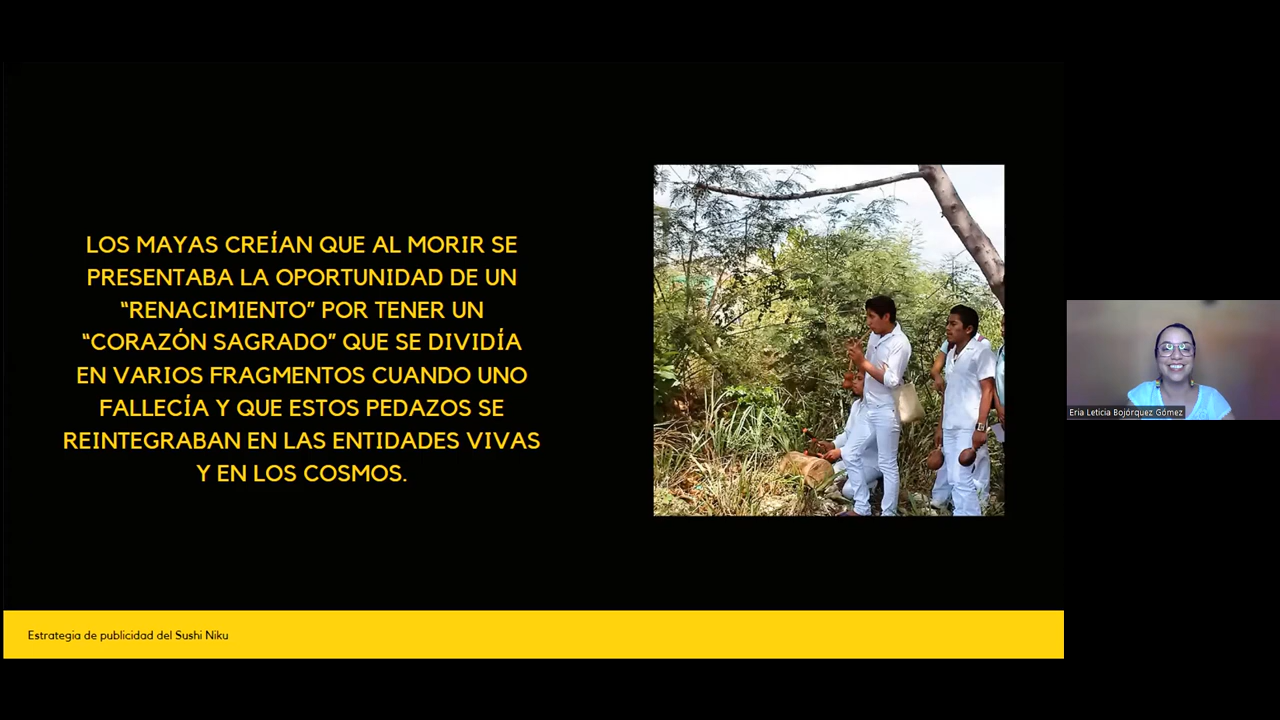 LOS MAYAS CREÍAN QUE AL MORIR SE
PRESENTABA LA OPORTUNIDAD DE UN
“RENACIMIENTO” POR TENER UN
“CORAZÓN SAGRADO” QUE SE DIVIDÍA
EN VARIOS FRAGMENTOS CUANDO UNO
FALLECÍA Y QUE ESTOS PEDAZOS SE
REINTEGRABAN EN LAS ENTIDADES VIVAS
Y EN LOS COSMOS.
Estrategia de publicidad del Sushi Niku
Eria Leticia Bojórquez Gómez